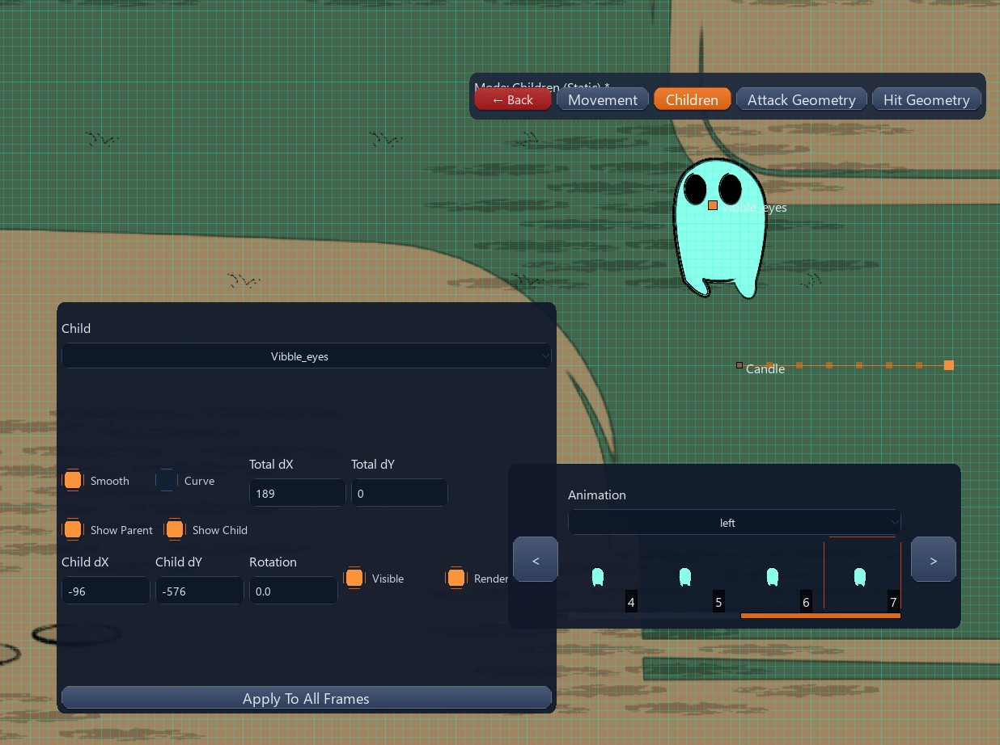 Mode: Children (Static) *
← Back
Movement
Children
Attack Geometry
Hit Geometry
Vibble_eyes
Child
Vibble_eyes
Candle
Smooth
Curve
Total dX
Total dY
189
0
Show Parent
Show Child
Child dX
Child dY
Rotation
-96
-576
0.0
Visible
Render
Apply To All Frames
Animation
left
<
>
4
5
6
7